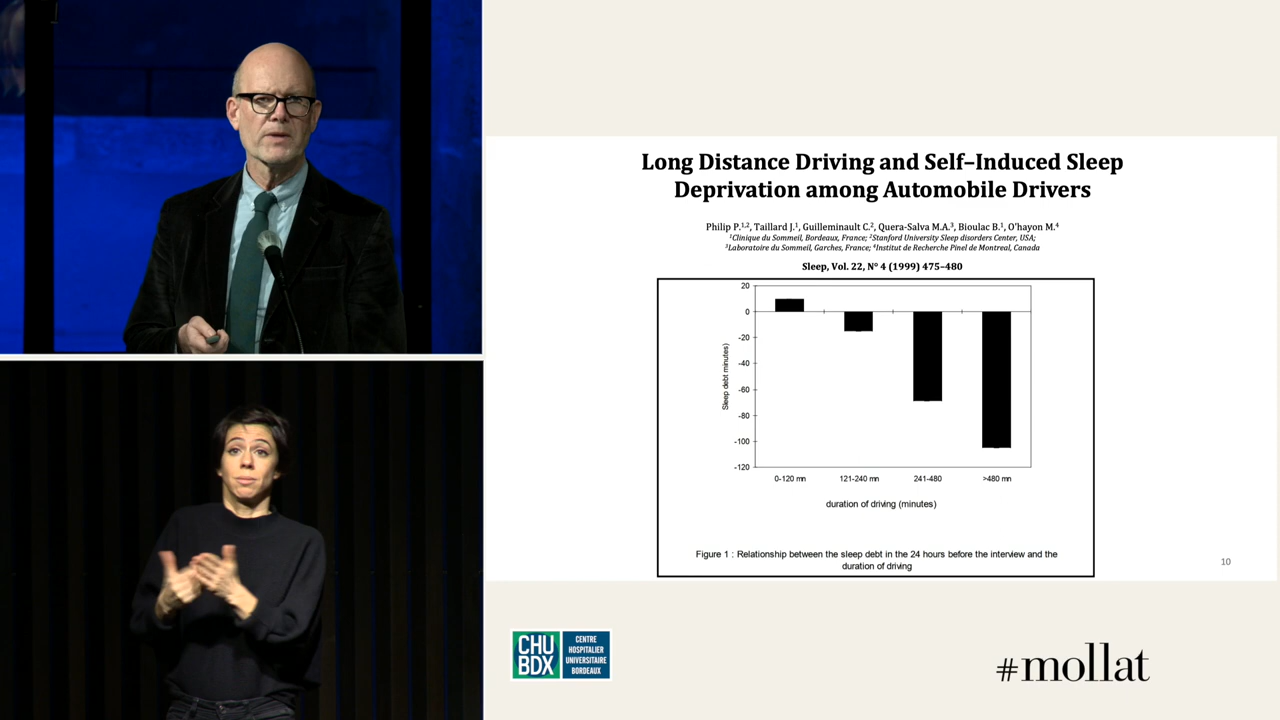 Long Distance Driving and Self–Induced Sleep
Deprivation among Automobile Drivers
Philip P.1,2, Taillard J.1, Guilleminault C.2, Quera-Salva M.A.3, Bioulac B.1, O'hayon M.4
1Clinique du Sommeil, Bordeaux, France; 2Stanford University Sleep disorders Center, USA;
3Laboratoire du Sommeil, Garches, France; 4Institut de Recherche Pinel de Montreal, Canada
Sleep, Vol. 22, N° 4 (1999) 475–480
20
0
-20
-40
-60
-80
-100
-120
Sleep debt minutes)
0-120 mn 121-240 mn 241-480 >480 mn
duration of driving (minutes)
Figure 1 : Relationship between the sleep debt in the 24 hours before the interview and the
duration of driving
10
CHU
BDX
CENTRE
HOSPITALIER
UNIVERSITAIRE
BORDEAUX
#mollat